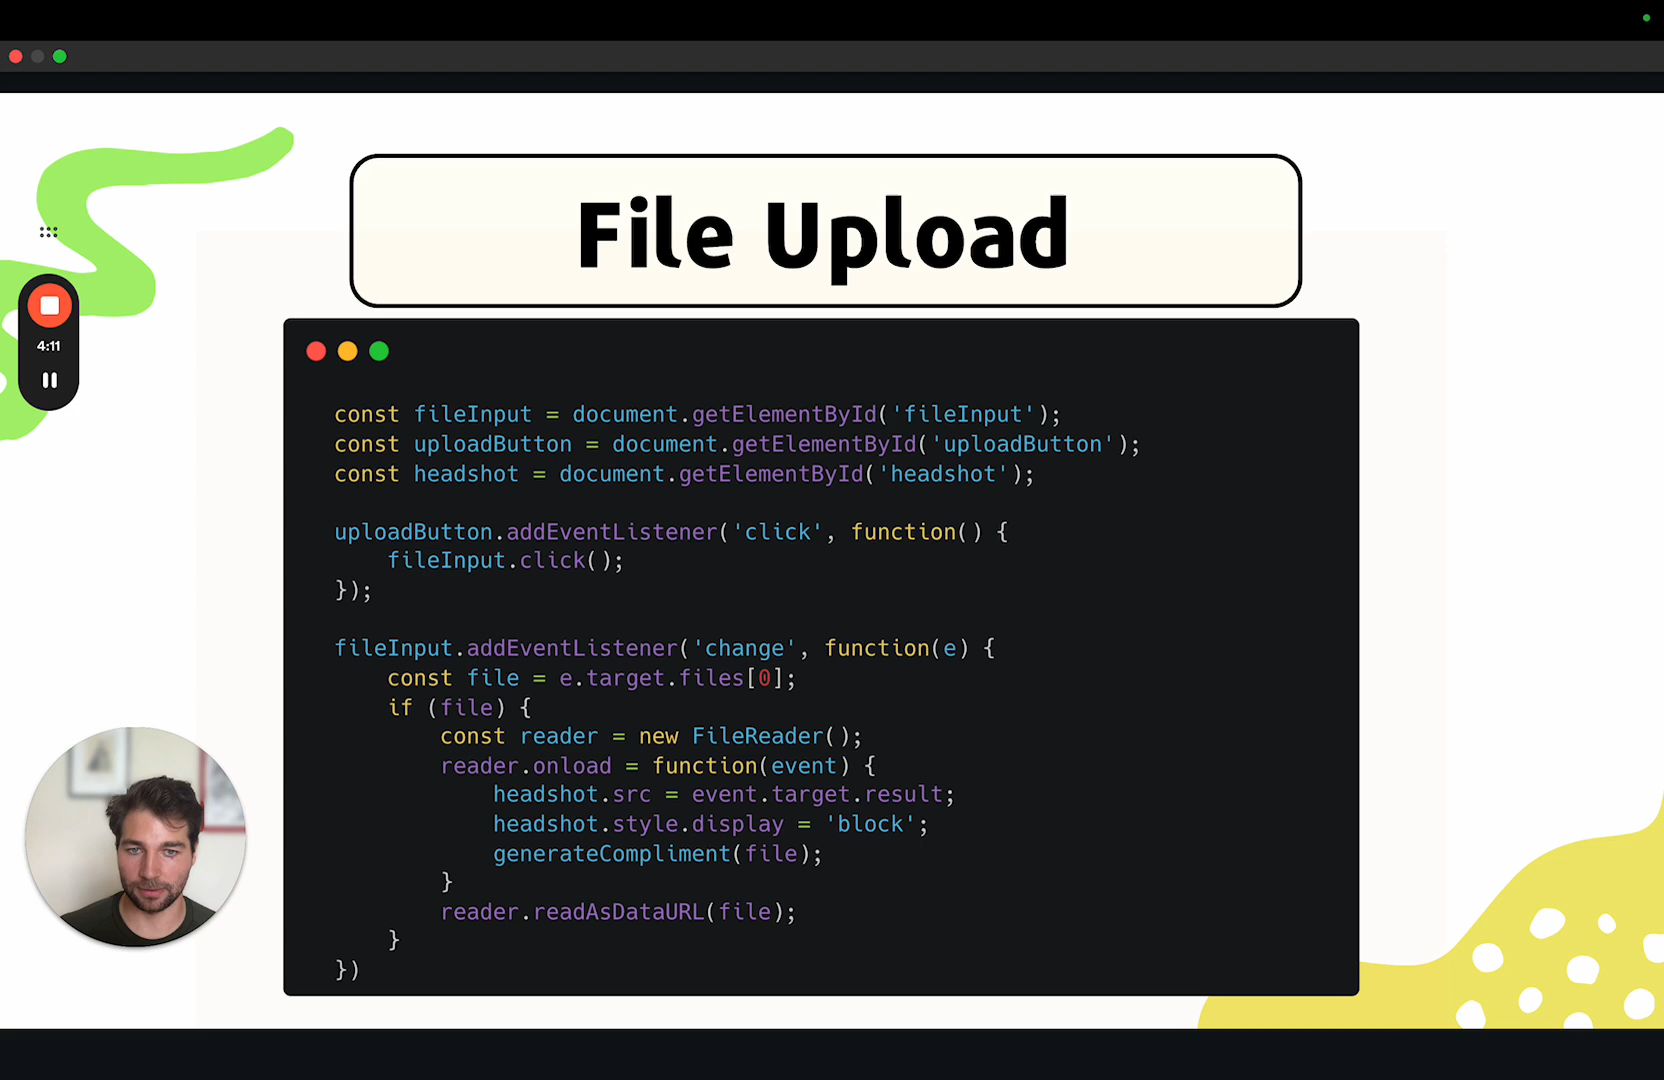 File Upload
4:11
const fileInput = document.getElementById('fileInput');
const uploadButton = document.getElementById('uploadButton');
const headshot = document.getElementById('headshot');
uploadButton.addEventListener('click', function() {
    fileInput.click();
});
fileInput.addEventListener('change', function(e) {
    const file = e.target.files[0];
    if (file) {
        const reader = new FileReader();
        reader.onload = function(event) {
            headshot.src = event.target.result;
            headshot.style.display = 'block';
            generateCompliment(file);
        }
        reader.readAsDataURL(file);
    }
})